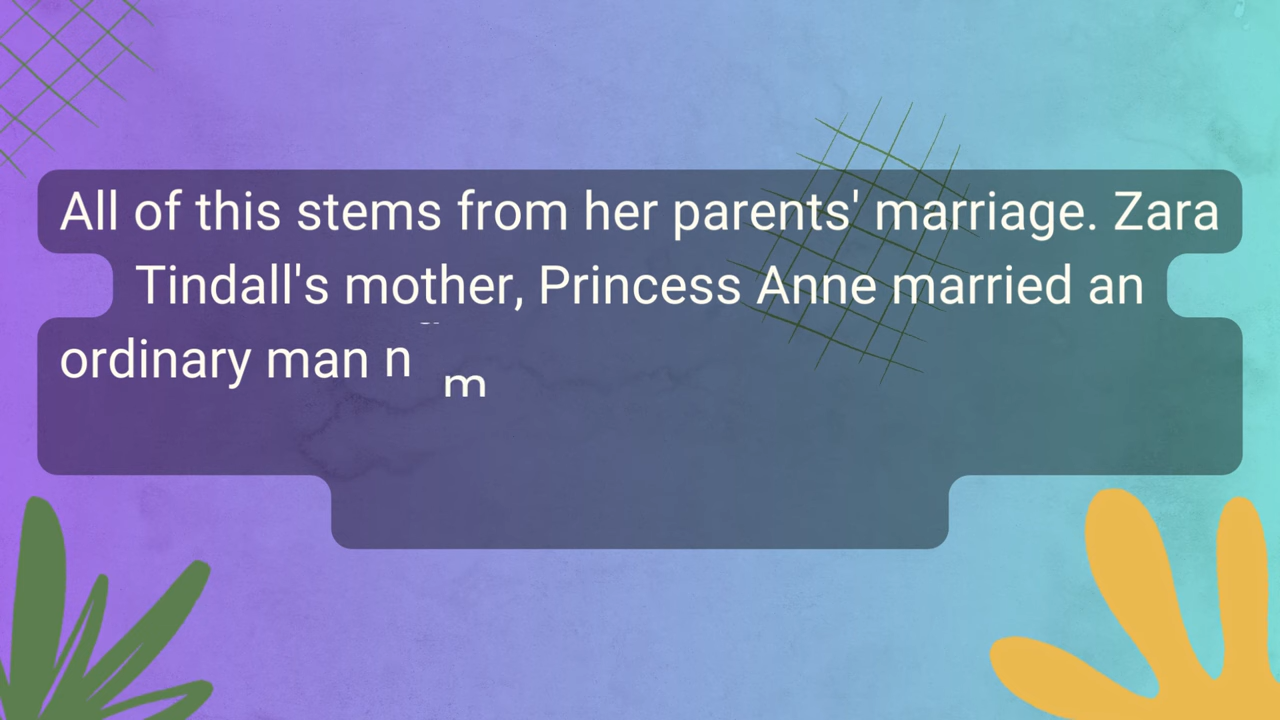 All of this stems from her parents' marriage. Zara
Tindall's mother, Princess Anne married an
ordinary man n